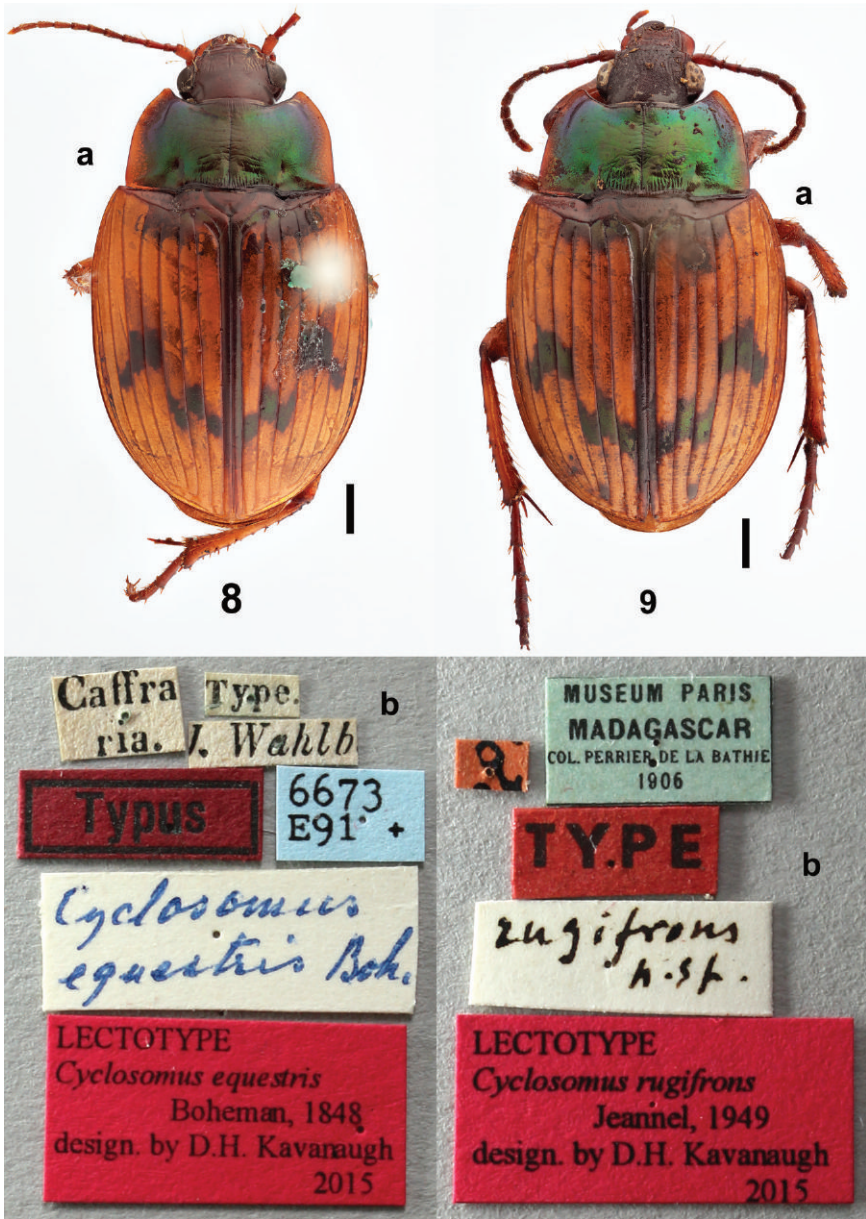 a
8
a
9
b
Caffra
ria.
Type.
J. Wahlb
Typus
6673
E91 +
Cyclosomus
equestris Boh.
LECTOTYPE
Cyclosomus equestris
Boheman, 1848
design. by D.H. Kavanaugh
2015
♀
MUSEUM PARIS
MADAGASCAR
COL. PERRIER DE LA BATHIE
1906
TYPE
b
rugifrons
n. sp.
LECTOTYPE
Cyclosomus rugifrons
Jeannel, 1949
design. by D.H. Kavanaugh
2015